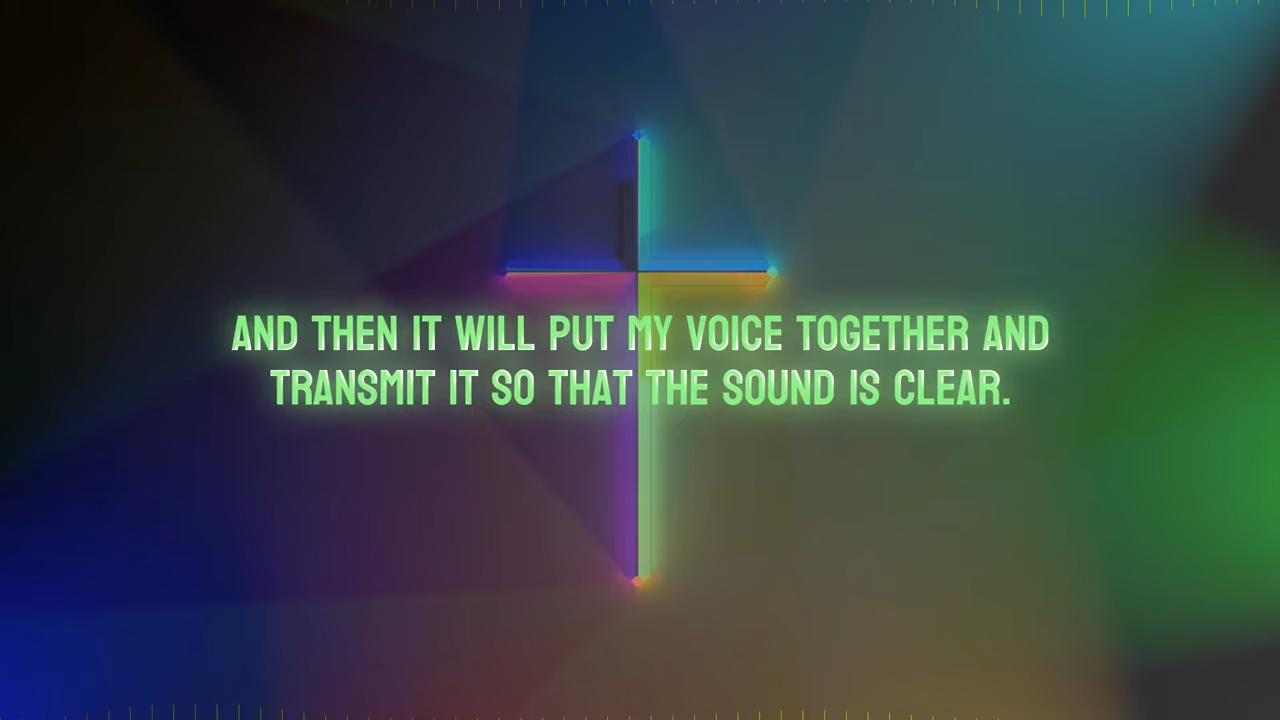 AND THEN IT WILL PUT MY VOICE TOGETHER AND
TRANSMIT IT SO THAT THE SOUND IS CLEAR.